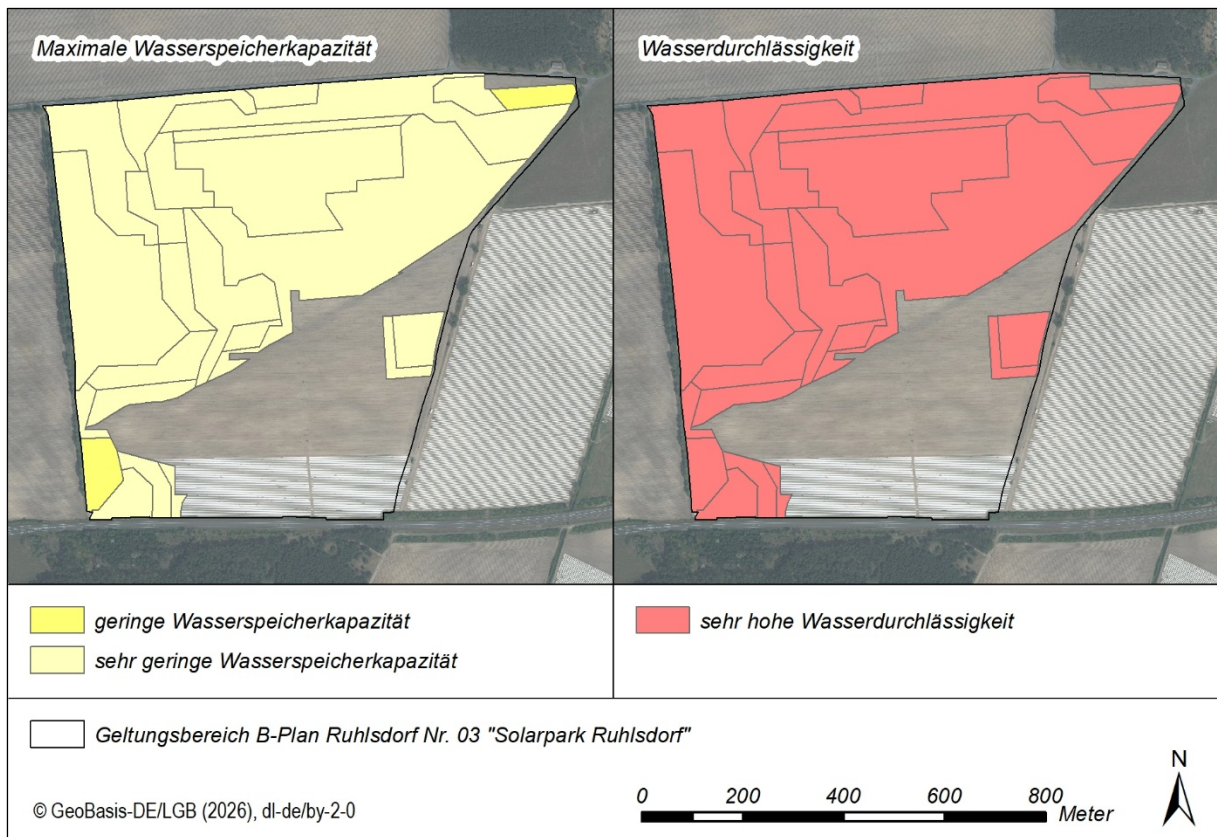 Maximale Wasserspeicherkapazität
Wasserdurchlässigkeit
geringe Wasserspeicherkapazität
sehr geringe Wasserspeicherkapazität
sehr hohe Wasserdurchlässigkeit
Geltungsbereich B-Plan Ruhlsdorf Nr. 03 "Solarpark Ruhlsdorf"
© GeoBasis-DE/LGB (2026), dl-de/by-2-0
0 200 400 600 800
Meter
N